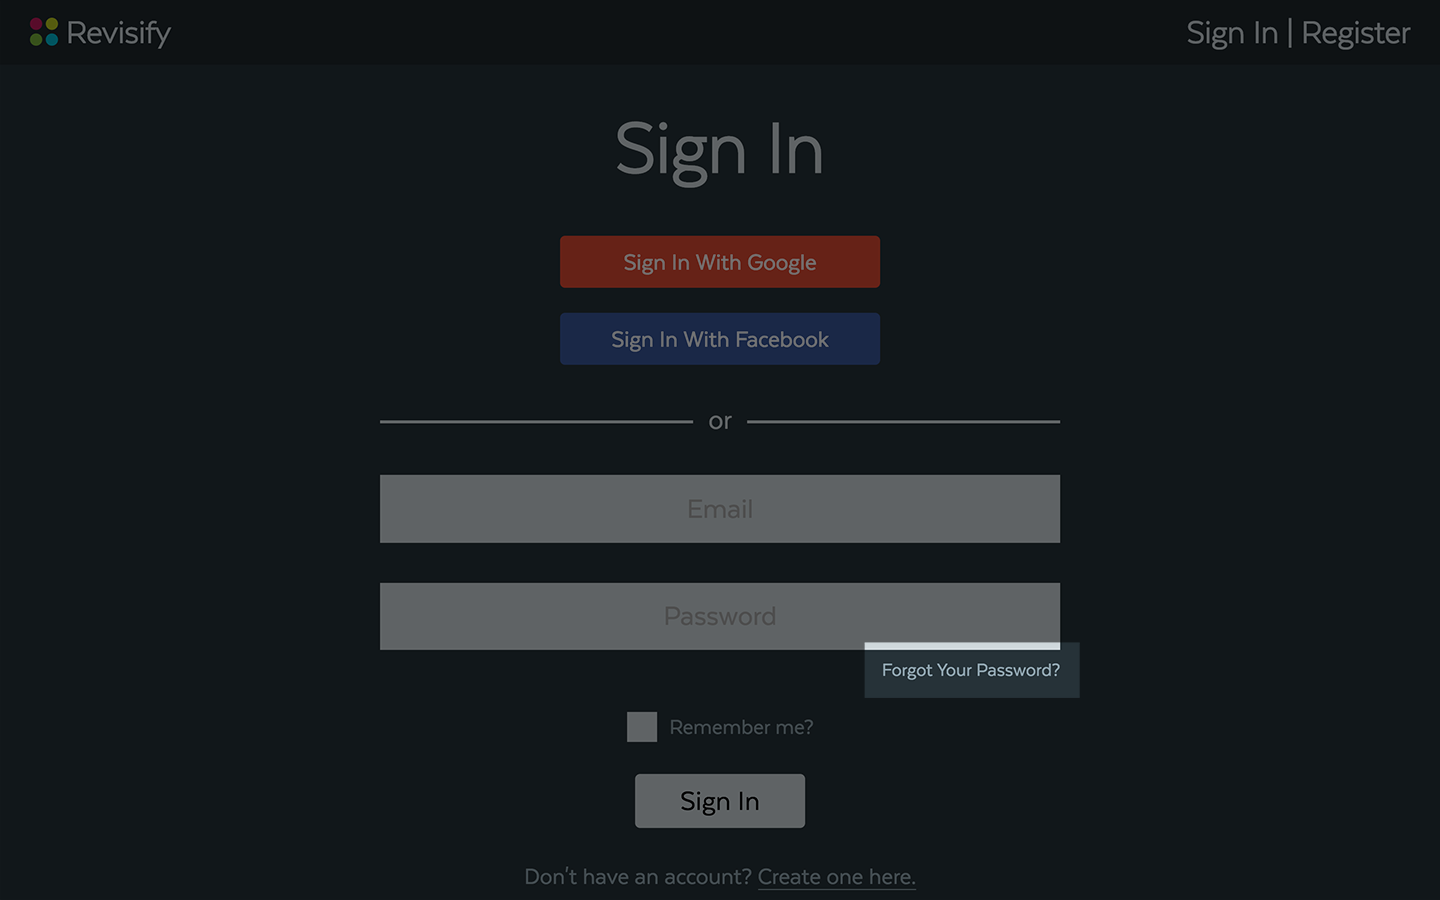 Revisify
Sign In | Register
Sign In
Sign In With Google
Sign In With Facebook
or
Email
Password
Forgot Your Password?
Remember me?
Sign In
Don't have an account? Create one here.